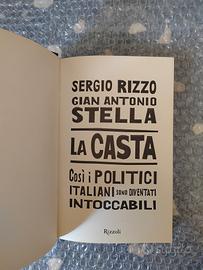 SERGIO RIZZO
GIAN ANTONIO
STELLA
LA CASTA
Così i POLITICI
ITALIANI SONO DIVENTATI
INTOCCABILI
Rizzoli